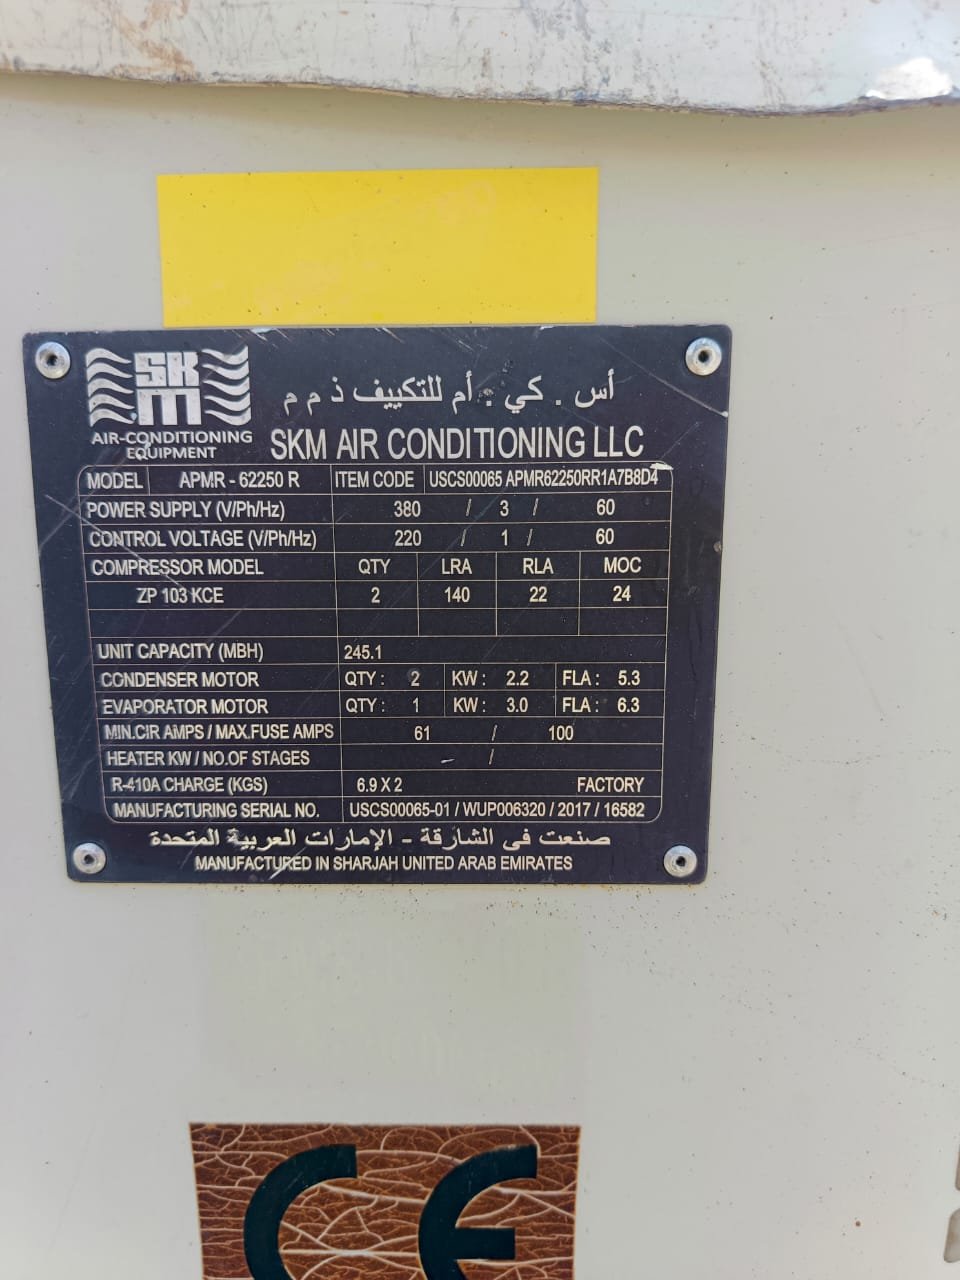 SKM
AIR-CONDITIONING
EQUIPMENT
أس . كي . أم للتكييف ذ م م
SKM AIR CONDITIONING LLC
MODEL APMR - 62250 R ITEM CODE USCS00065 APMR62250RR1A7B8D4
POWER SUPPLY (V/Ph/Hz) 380 / 3 / 60
CONTROL VOLTAGE (V/Ph/Hz) 220 / 1 / 60
COMPRESSOR MODEL QTY LRA RLA MOC
ZP 103 KCE 2 140 22 24
UNIT CAPACITY (MBH) 245.1
CONDENSER MOTOR QTY : 2 KW : 2.2 FLA : 5.3
EVAPORATOR MOTOR QTY : 1 KW : 3.0 FLA : 6.3
MIN.CIR AMPS / MAX.FUSE AMPS 61 / 100
HEATER KW / NO.OF STAGES - /
R-410A CHARGE (KGS) 6.9 X 2 FACTORY
MANUFACTURING SERIAL NO. USCS00065-01 / WUP006320 / 2017 / 16582
صنعت في الشارقة - الإمارات العربية المتحدة
MANUFACTURED IN SHARJAH UNITED ARAB EMIRATES
CE